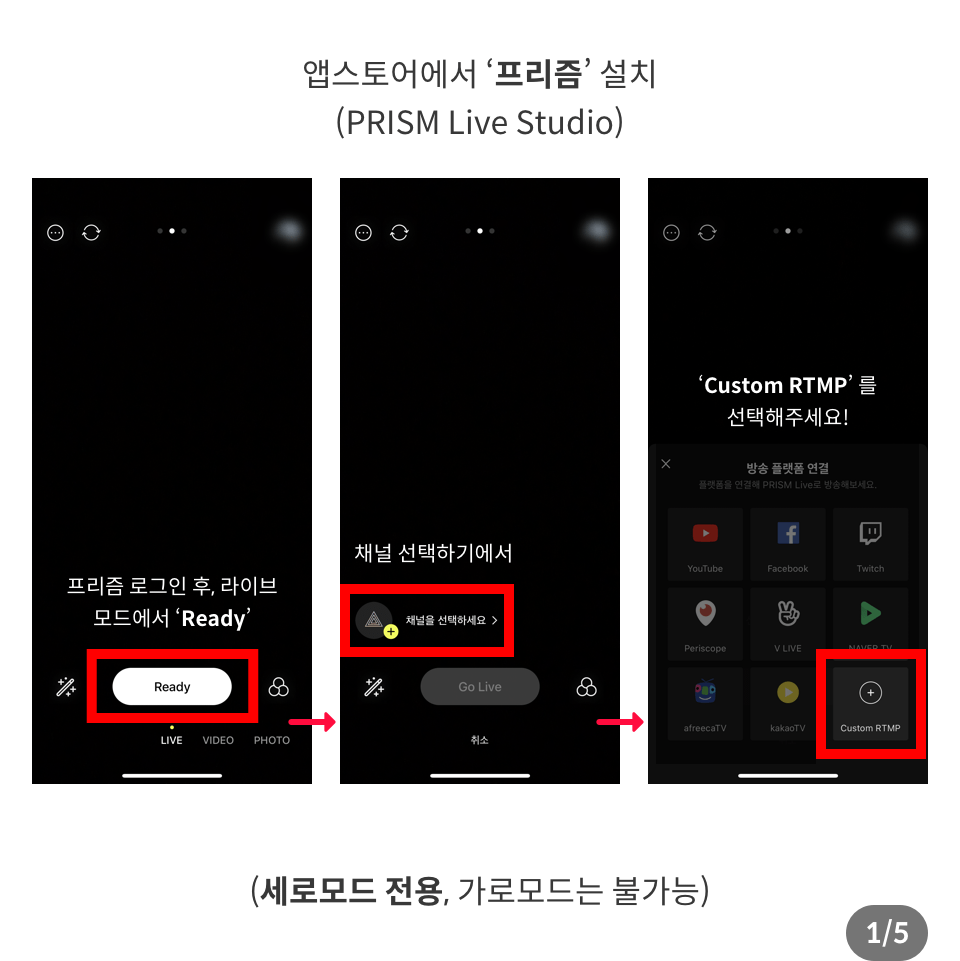 앱스토어에서 ‘프리즘’ 설치
(PRISM Live Studio)
프리즘 로그인 후, 라이브
모드에서 ‘Ready’
Ready
LIVE VIDEO PHOTO
채널 선택하기에서
채널을 선택하세요 >
Go Live
취소
‘Custom RTMP’ 를
선택해주세요!
방송 플랫폼 연결
플랫폼을 연결해 PRISM Live로 방송해보세요.
YouTube Facebook Twitch
Periscope V LIVE NAVER TV
afreecaTV kakaoTV Custom RTMP
(세로모드 전용, 가로모드는 불가능)
1/5